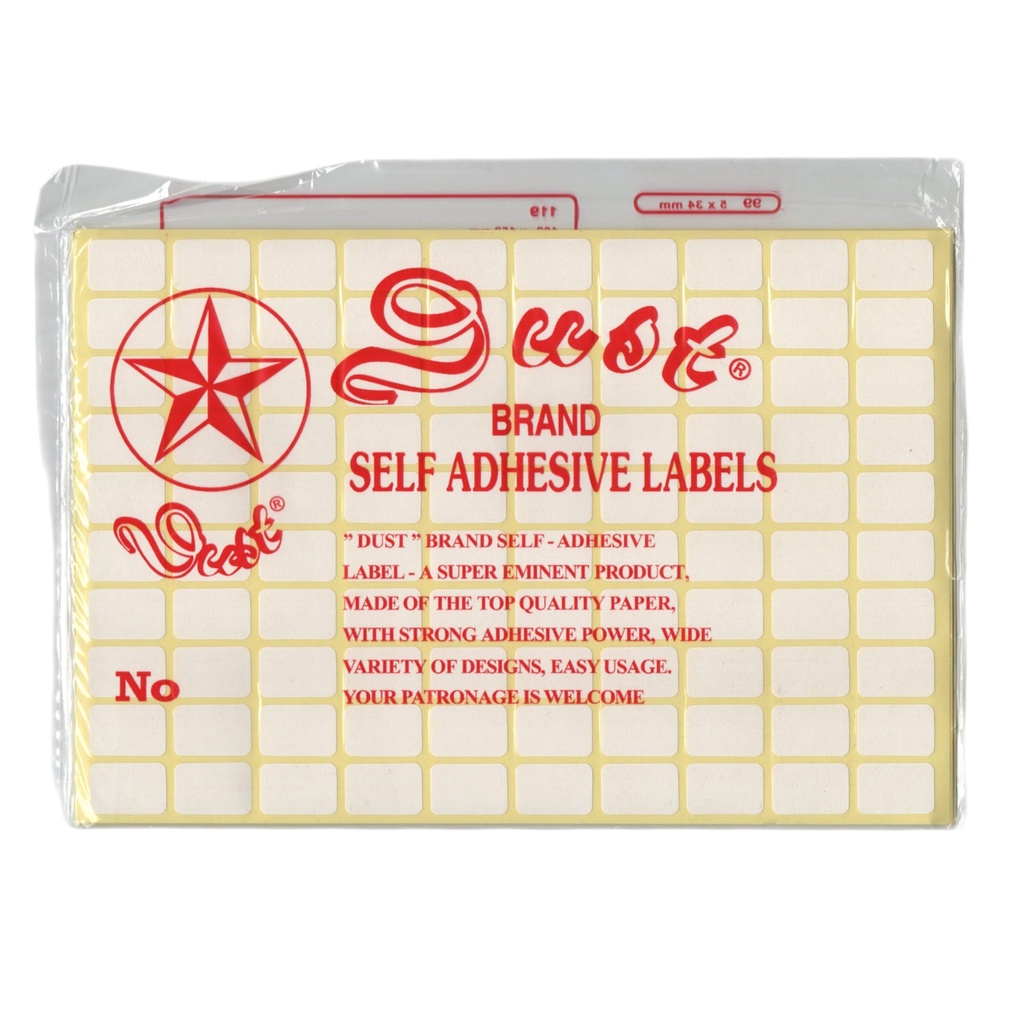 119
99 5 x 34 mm
Dust®
BRAND
SELF ADHESIVE LABELS
Dust®
” DUST ” BRAND SELF - ADHESIVE
LABEL - A SUPER EMINENT PRODUCT,
MADE OF THE TOP QUALITY PAPER,
WITH STRONG ADHESIVE POWER, WIDE
VARIETY OF DESIGNS, EASY USAGE.
YOUR PATRONAGE IS WELCOME
No